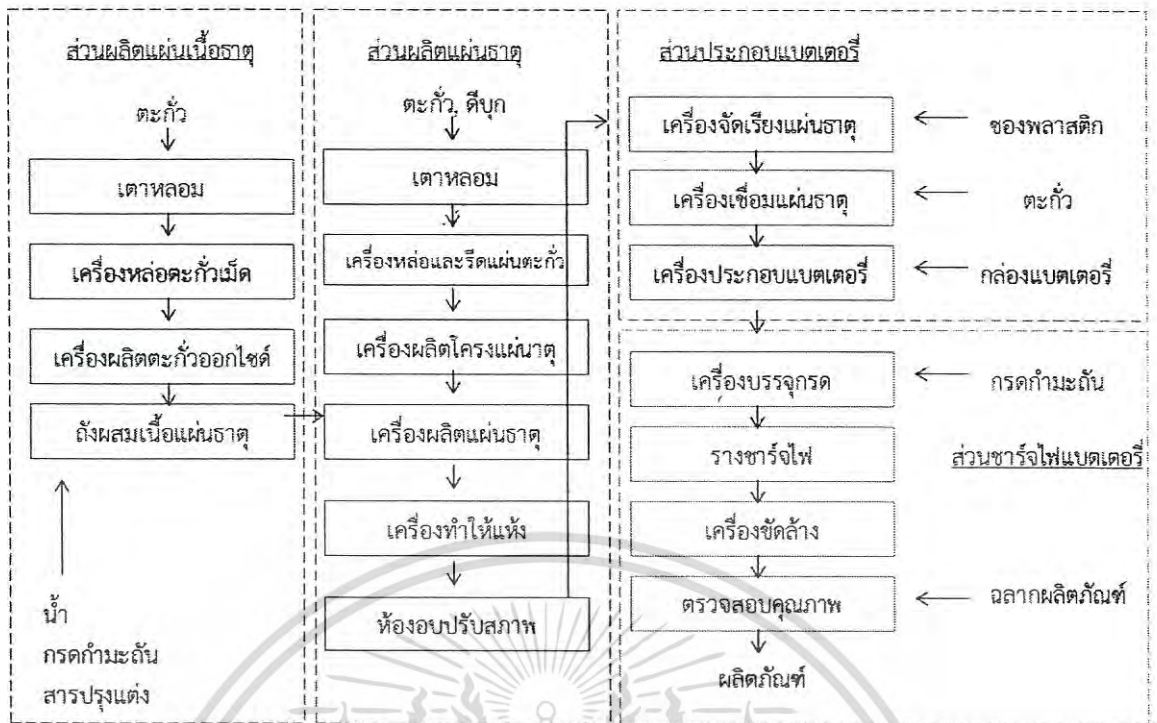 ส่วนผลิตแผ่นเนื้อธาตุ
ตะกั่ว
เตาหลอม
เครื่องหล่อตะกั่วเม็ด
เครื่องผลิตตะกั่วออกไซด์
ถังผสมเนื้อแผ่นธาตุ
น้ำ
กรดกำมะถัน
สารปรุงแต่ง
ส่วนผลิตแผ่นธาตุ
ตะกั่ว, ดีบุก
เตาหลอม
เครื่องหล่อและรีดแผ่นตะกั่ว
เครื่องผลิตโครงแผ่นาตุ
เครื่องผลิตแผ่นธาตุ
เครื่องทำให้แห้ง
ห้องอบปรับสภาพ
ส่วนประกอบแบตเตอรี่
เครื่องจัดเรียงแผ่นธาตุ
ซองพลาสติก
เครื่องเชื่อมแผ่นธาตุ
ตะกั่ว
เครื่องประกอบแบตเตอรี่
กล่องแบตเตอรี่
เครื่องบรรจุกรด
กรดกำมะถัน
รางชาร์จไฟ
ส่วนชาร์จไฟแบตเตอรี่
เครื่องขัดล้าง
ตรวจสอบคุณภาพ
ฉลากผลิตภัณฑ์
ผลิตภัณฑ์